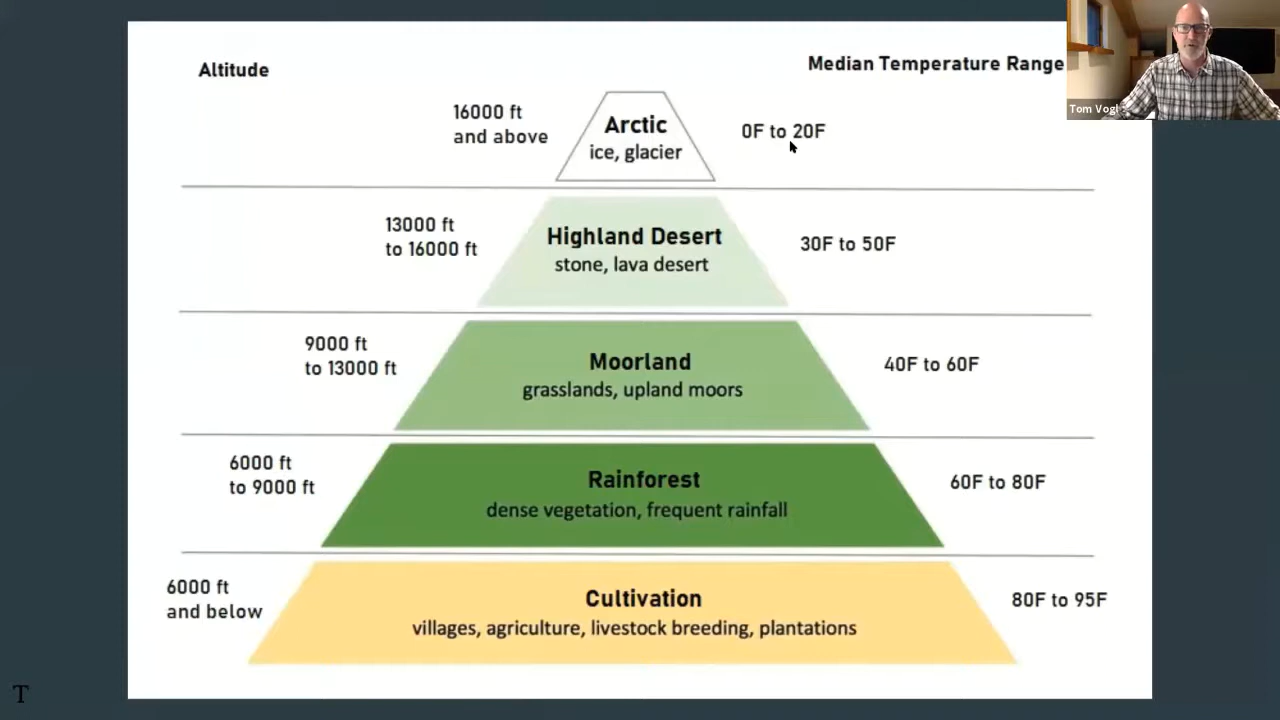 Altitude
Median Temperature Range
Tom Vogl
16000 ft
and above
Arctic
ice, glacier
0F to 20F
13000 ft
to 16000 ft
Highland Desert
stone, lava desert
30F to 50F
9000 ft
to 13000 ft
Moorland
grasslands, upland moors
40F to 60F
6000 ft
to 9000 ft
Rainforest
dense vegetation, frequent rainfall
60F to 80F
6000 ft
and below
Cultivation
villages, agriculture, livestock breeding, plantations
80F to 95F
T